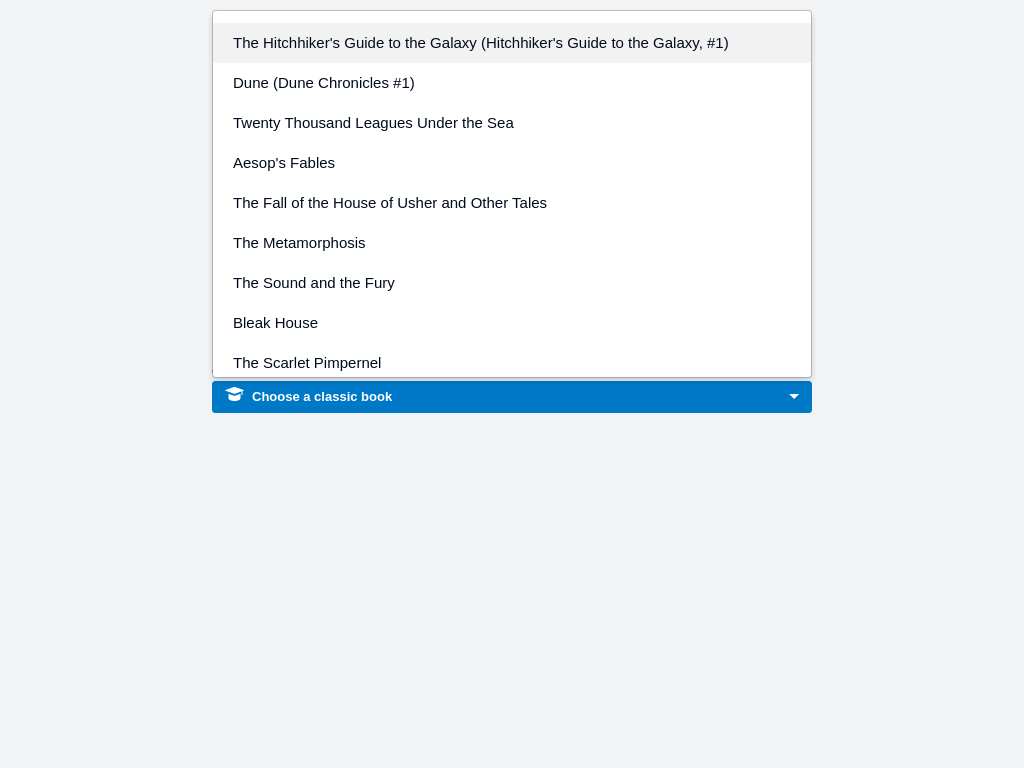 The Hitchhiker's Guide to the Galaxy (Hitchhiker's Guide to the Galaxy, #1)
Dune (Dune Chronicles #1)
Twenty Thousand Leagues Under the Sea
Aesop's Fables
The Fall of the House of Usher and Other Tales
The Metamorphosis
The Sound and the Fury
Bleak House
The Scarlet Pimpernel
Choose a classic book